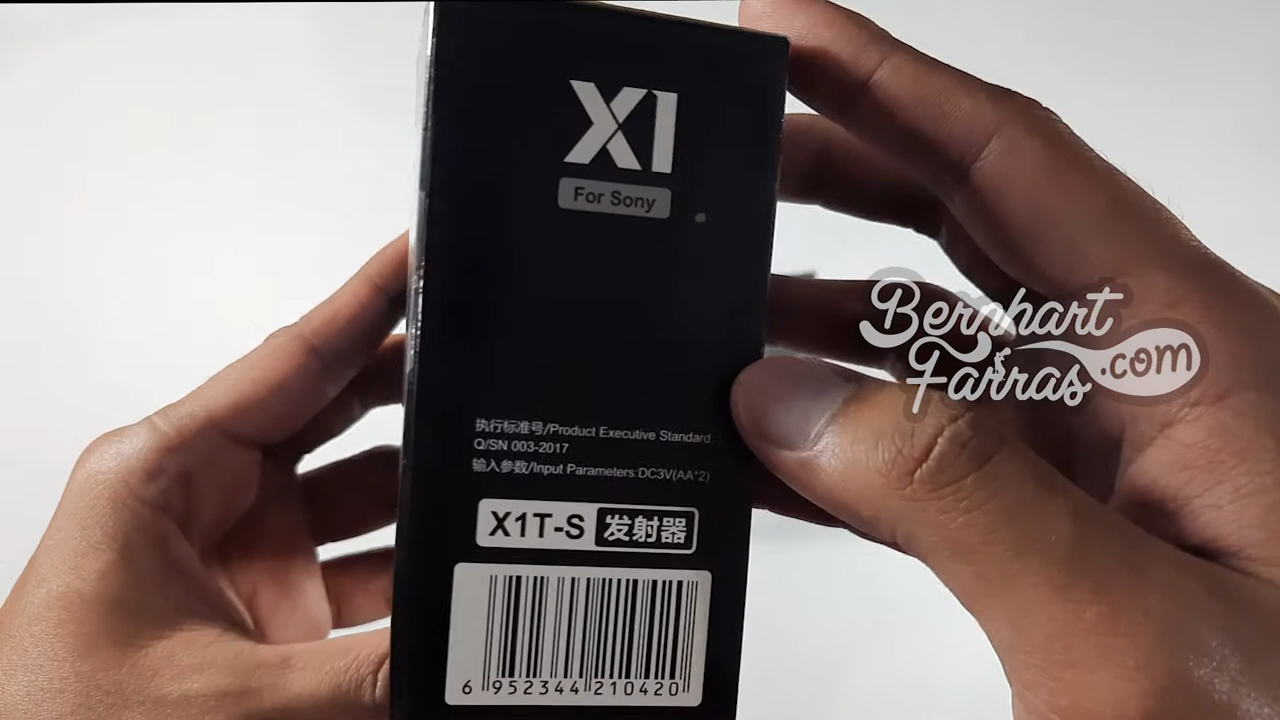 X1
For Sony
Bernhart
Farras
.com
执行标准号/Product Executive Standard:
Q/SN 003-2017
输入参数/Input Parameters:DC3V(AA*2)
X1T-S 发射器
6 952344 210420